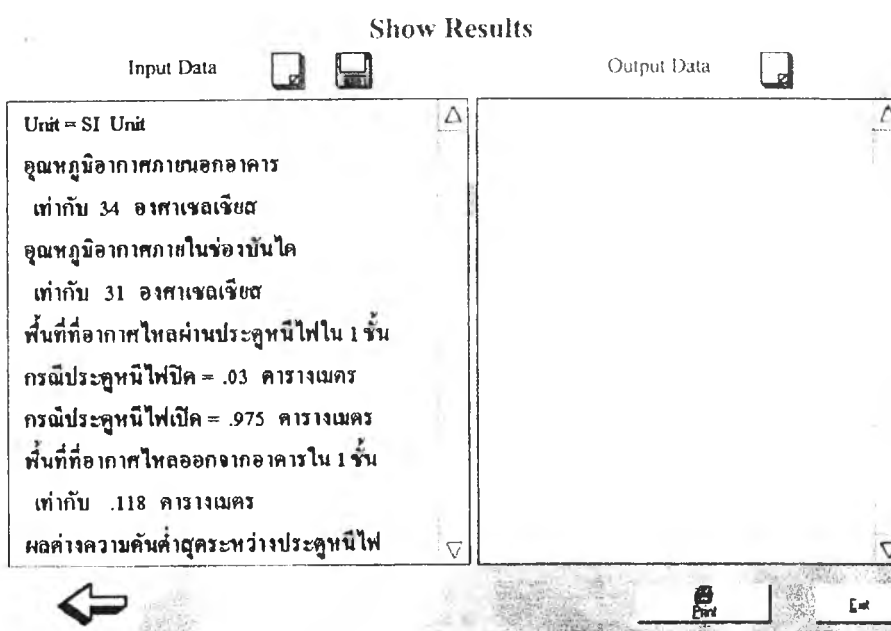 Show Results
Input Data
Output Data
Unit = SI Unit
อุณหภูมิอากาศภายนอกอาคาร
เท่ากับ 34 องศาเซลเซียส
อุณหภูมิอากาศภายในช่องบันได
เท่ากับ 31 องศาเซลเซียส
พื้นที่ที่อากาศไหลผ่านประตูหนีไฟใน 1 ชั้น
กรณีประตูหนีไฟปิด = .03 ตารางเมตร
กรณีประตูหนีไฟเปิด = .975 ตารางเมตร
พื้นที่ที่อากาศไหลออกจากอาคารใน 1 ชั้น
เท่ากับ .118 ตารางเมตร
ผลต่างความดันต่ำสุดระหว่างประตูหนีไฟ
Print
Exit